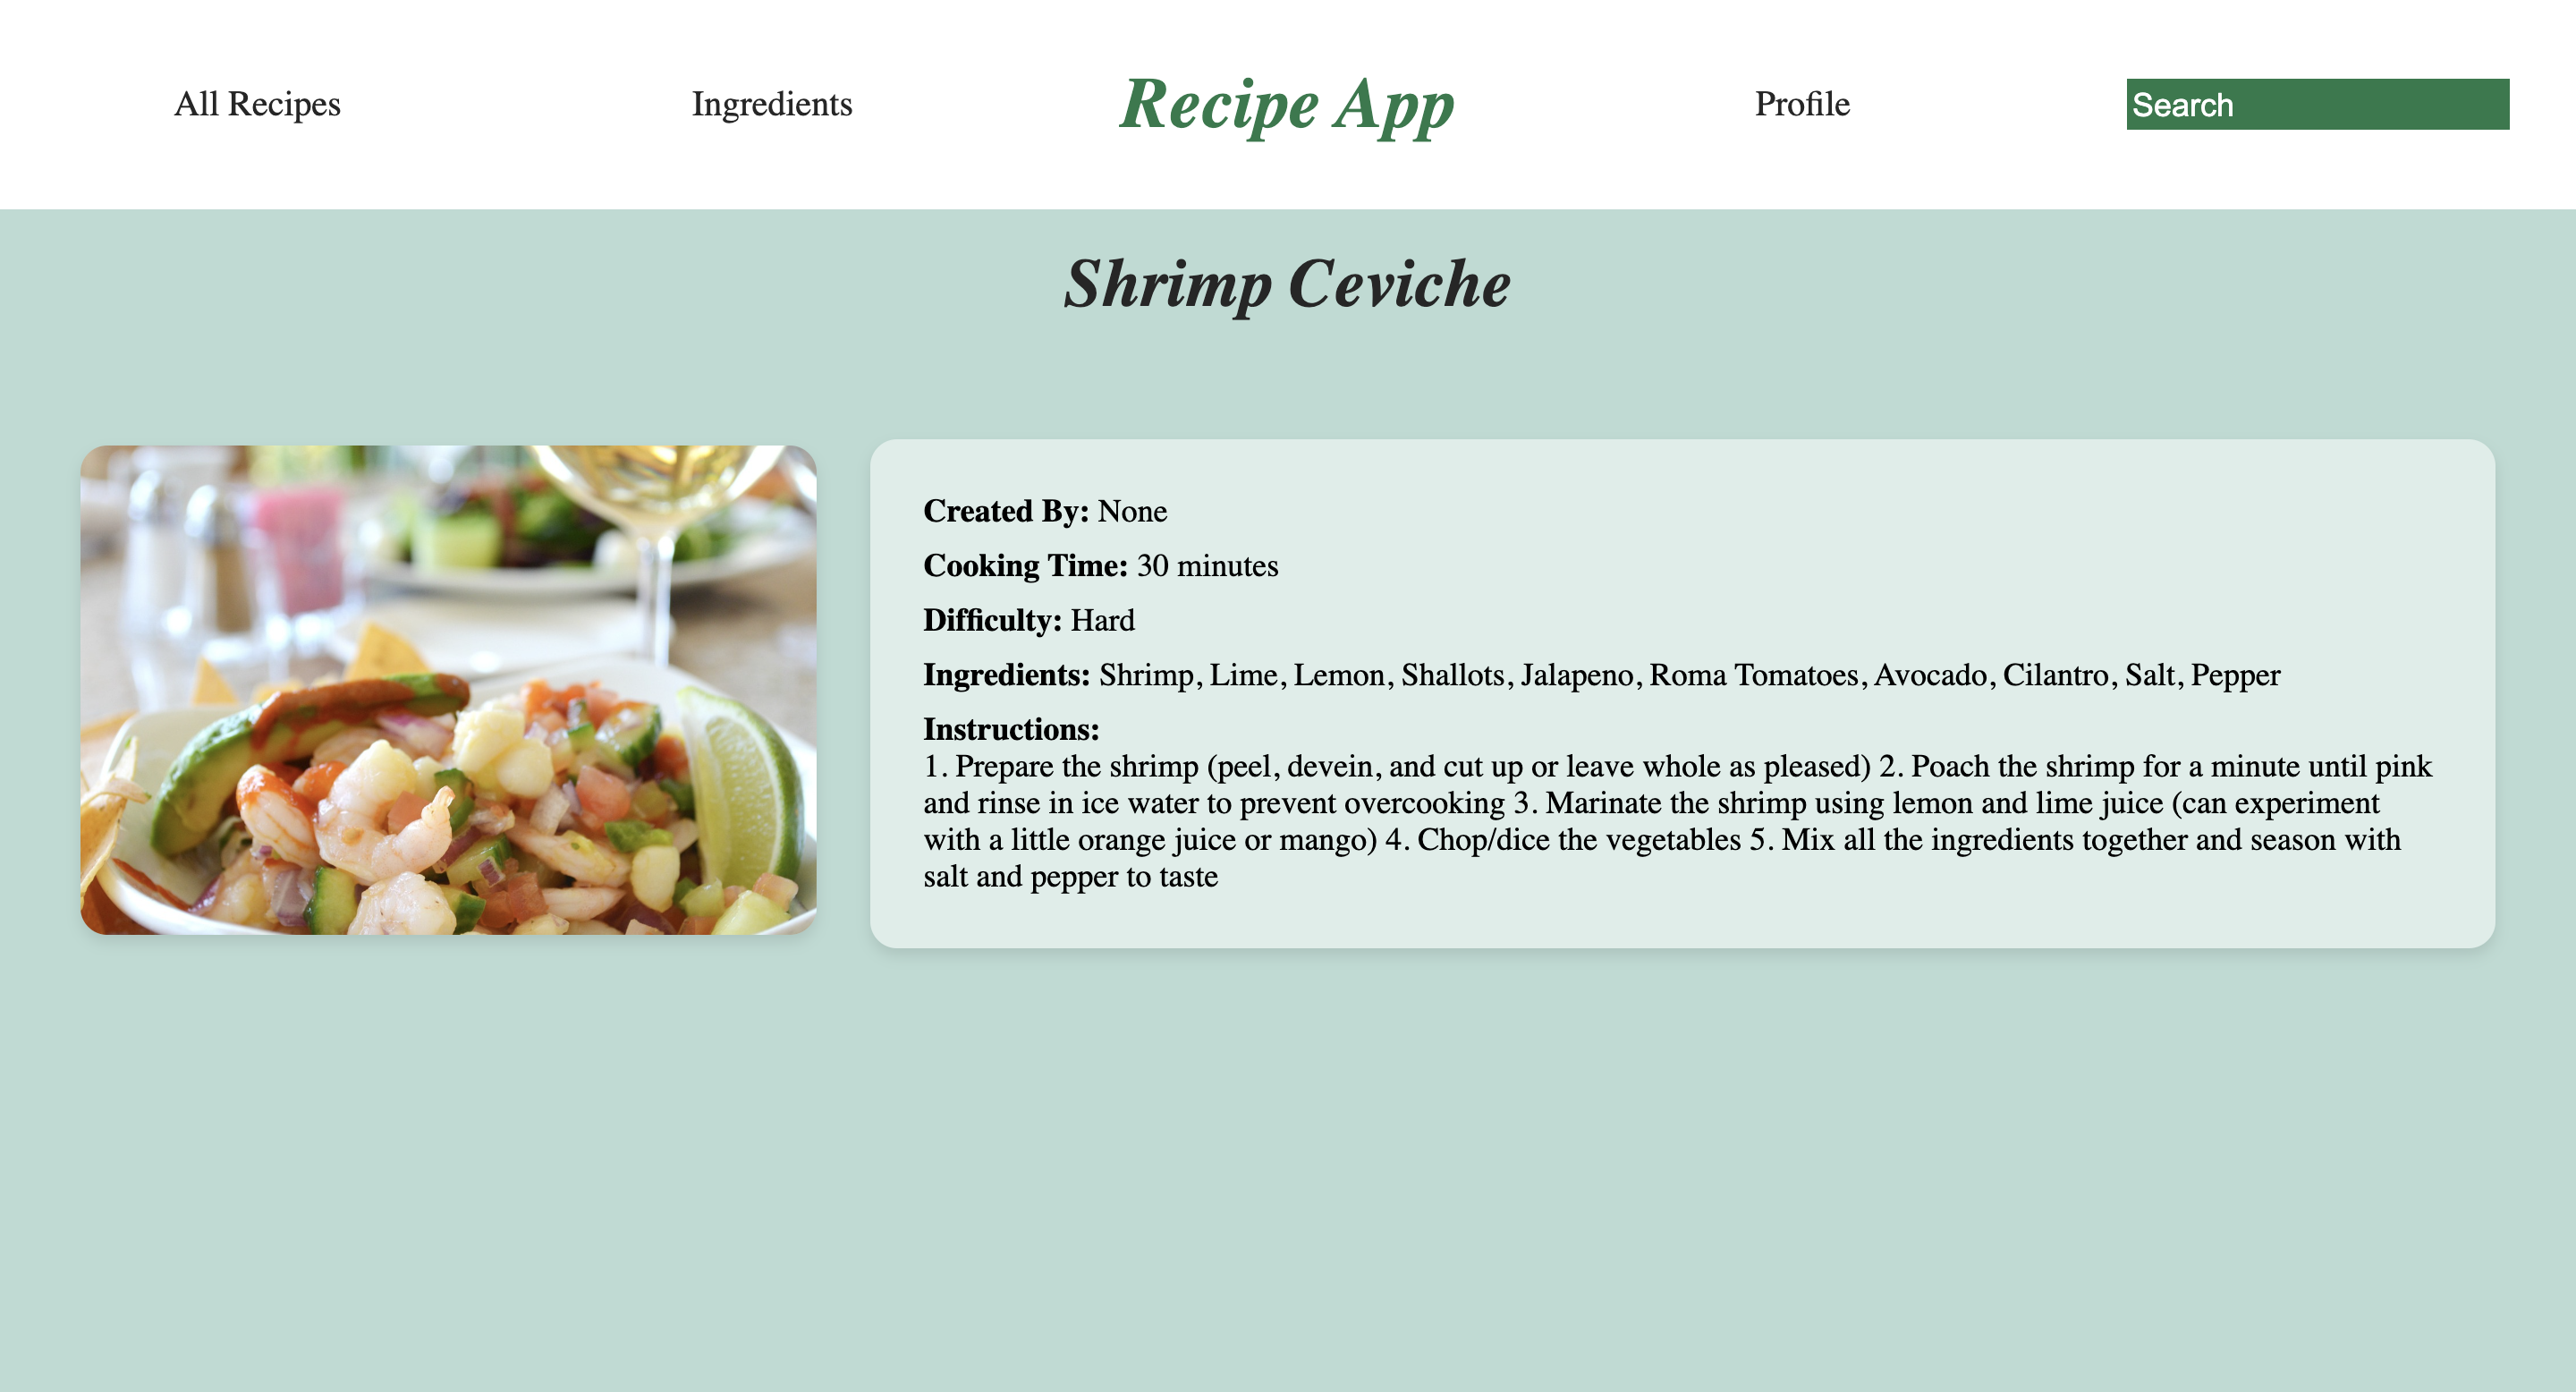 All Recipes Ingredients Recipe App Profile Search
Shrimp Ceviche
Created By: None
Cooking Time: 30 minutes
Difficulty: Hard
Ingredients: Shrimp, Lime, Lemon, Shallots, Jalapeno, Roma Tomatoes, Avocado, Cilantro, Salt, Pepper
Instructions:
1. Prepare the shrimp (peel, devein, and cut up or leave whole as pleased) 2. Poach the shrimp for a minute until pink
and rinse in ice water to prevent overcooking 3. Marinate the shrimp using lemon and lime juice (can experiment
with a little orange juice or mango) 4. Chop/dice the vegetables 5. Mix all the ingredients together and season with
salt and pepper to taste